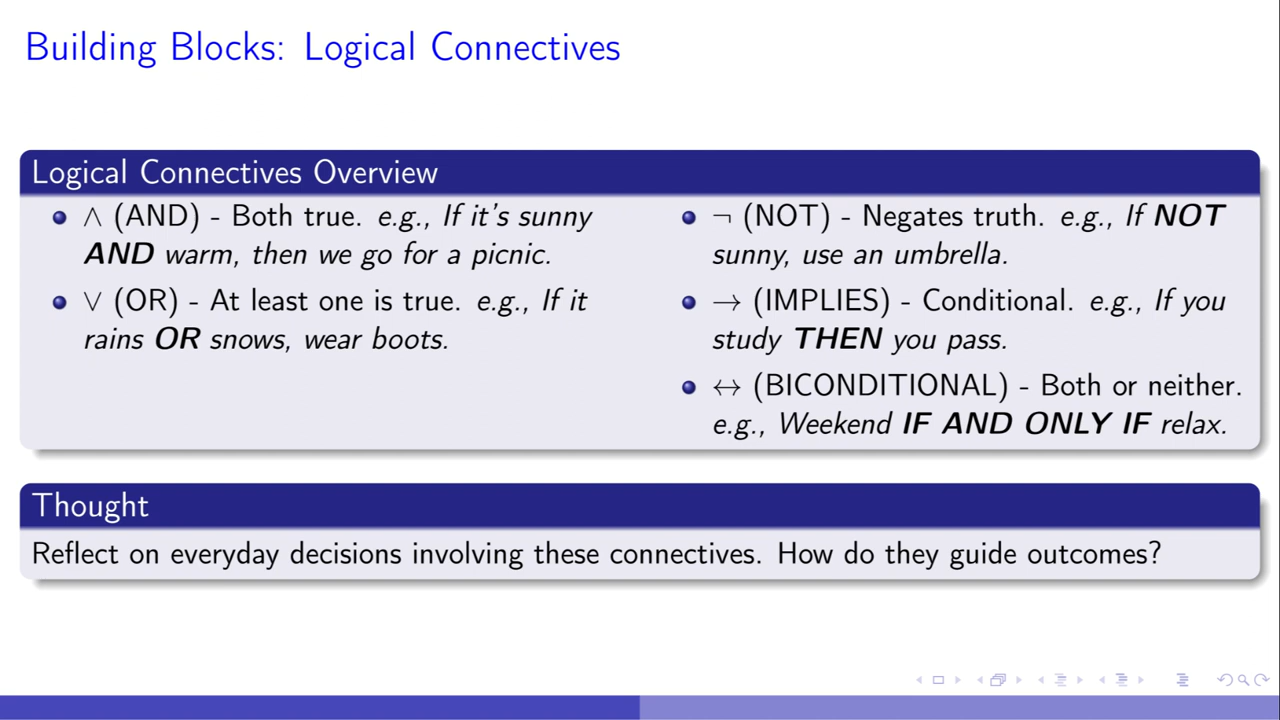 Building Blocks: Logical Connectives
Logical Connectives Overview
∧ (AND) - Both true. e.g., If it's sunny
AND warm, then we go for a picnic.
∨ (OR) - At least one is true. e.g., If it
rains OR snows, wear boots.
¬ (NOT) - Negates truth. e.g., If NOT
sunny, use an umbrella.
→ (IMPLIES) - Conditional. e.g., If you
study THEN you pass.
↔ (BICONDITIONAL) - Both or neither.
e.g., Weekend IF AND ONLY IF relax.
Thought
Reflect on everyday decisions involving these connectives. How do they guide outcomes?